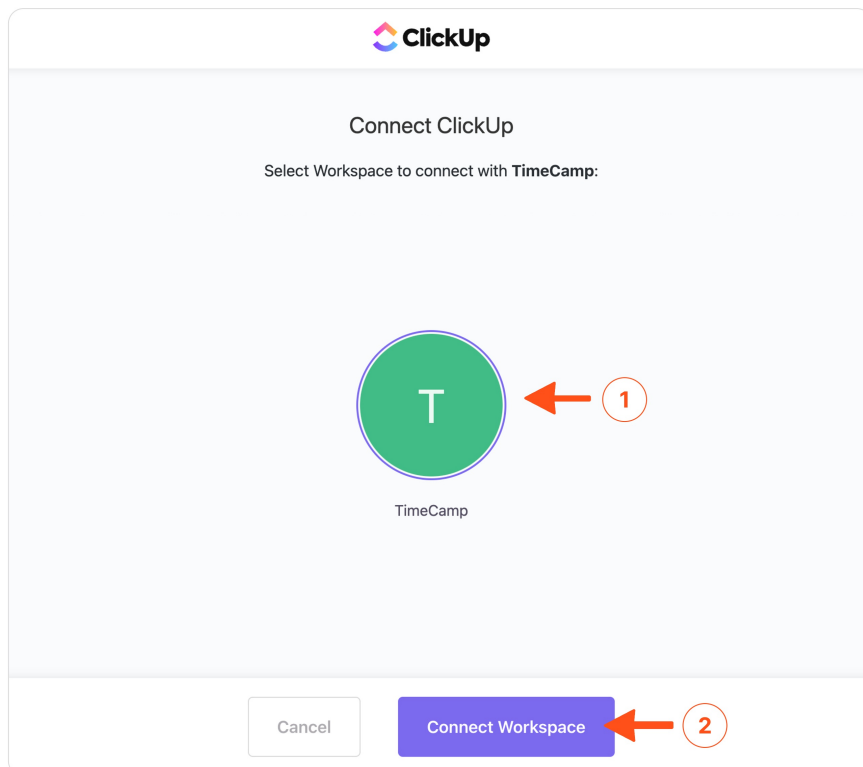 ClickUp
Connect ClickUp
Select Workspace to connect with TimeCamp:
T
1
TimeCamp
Cancel
Connect Workspace
2